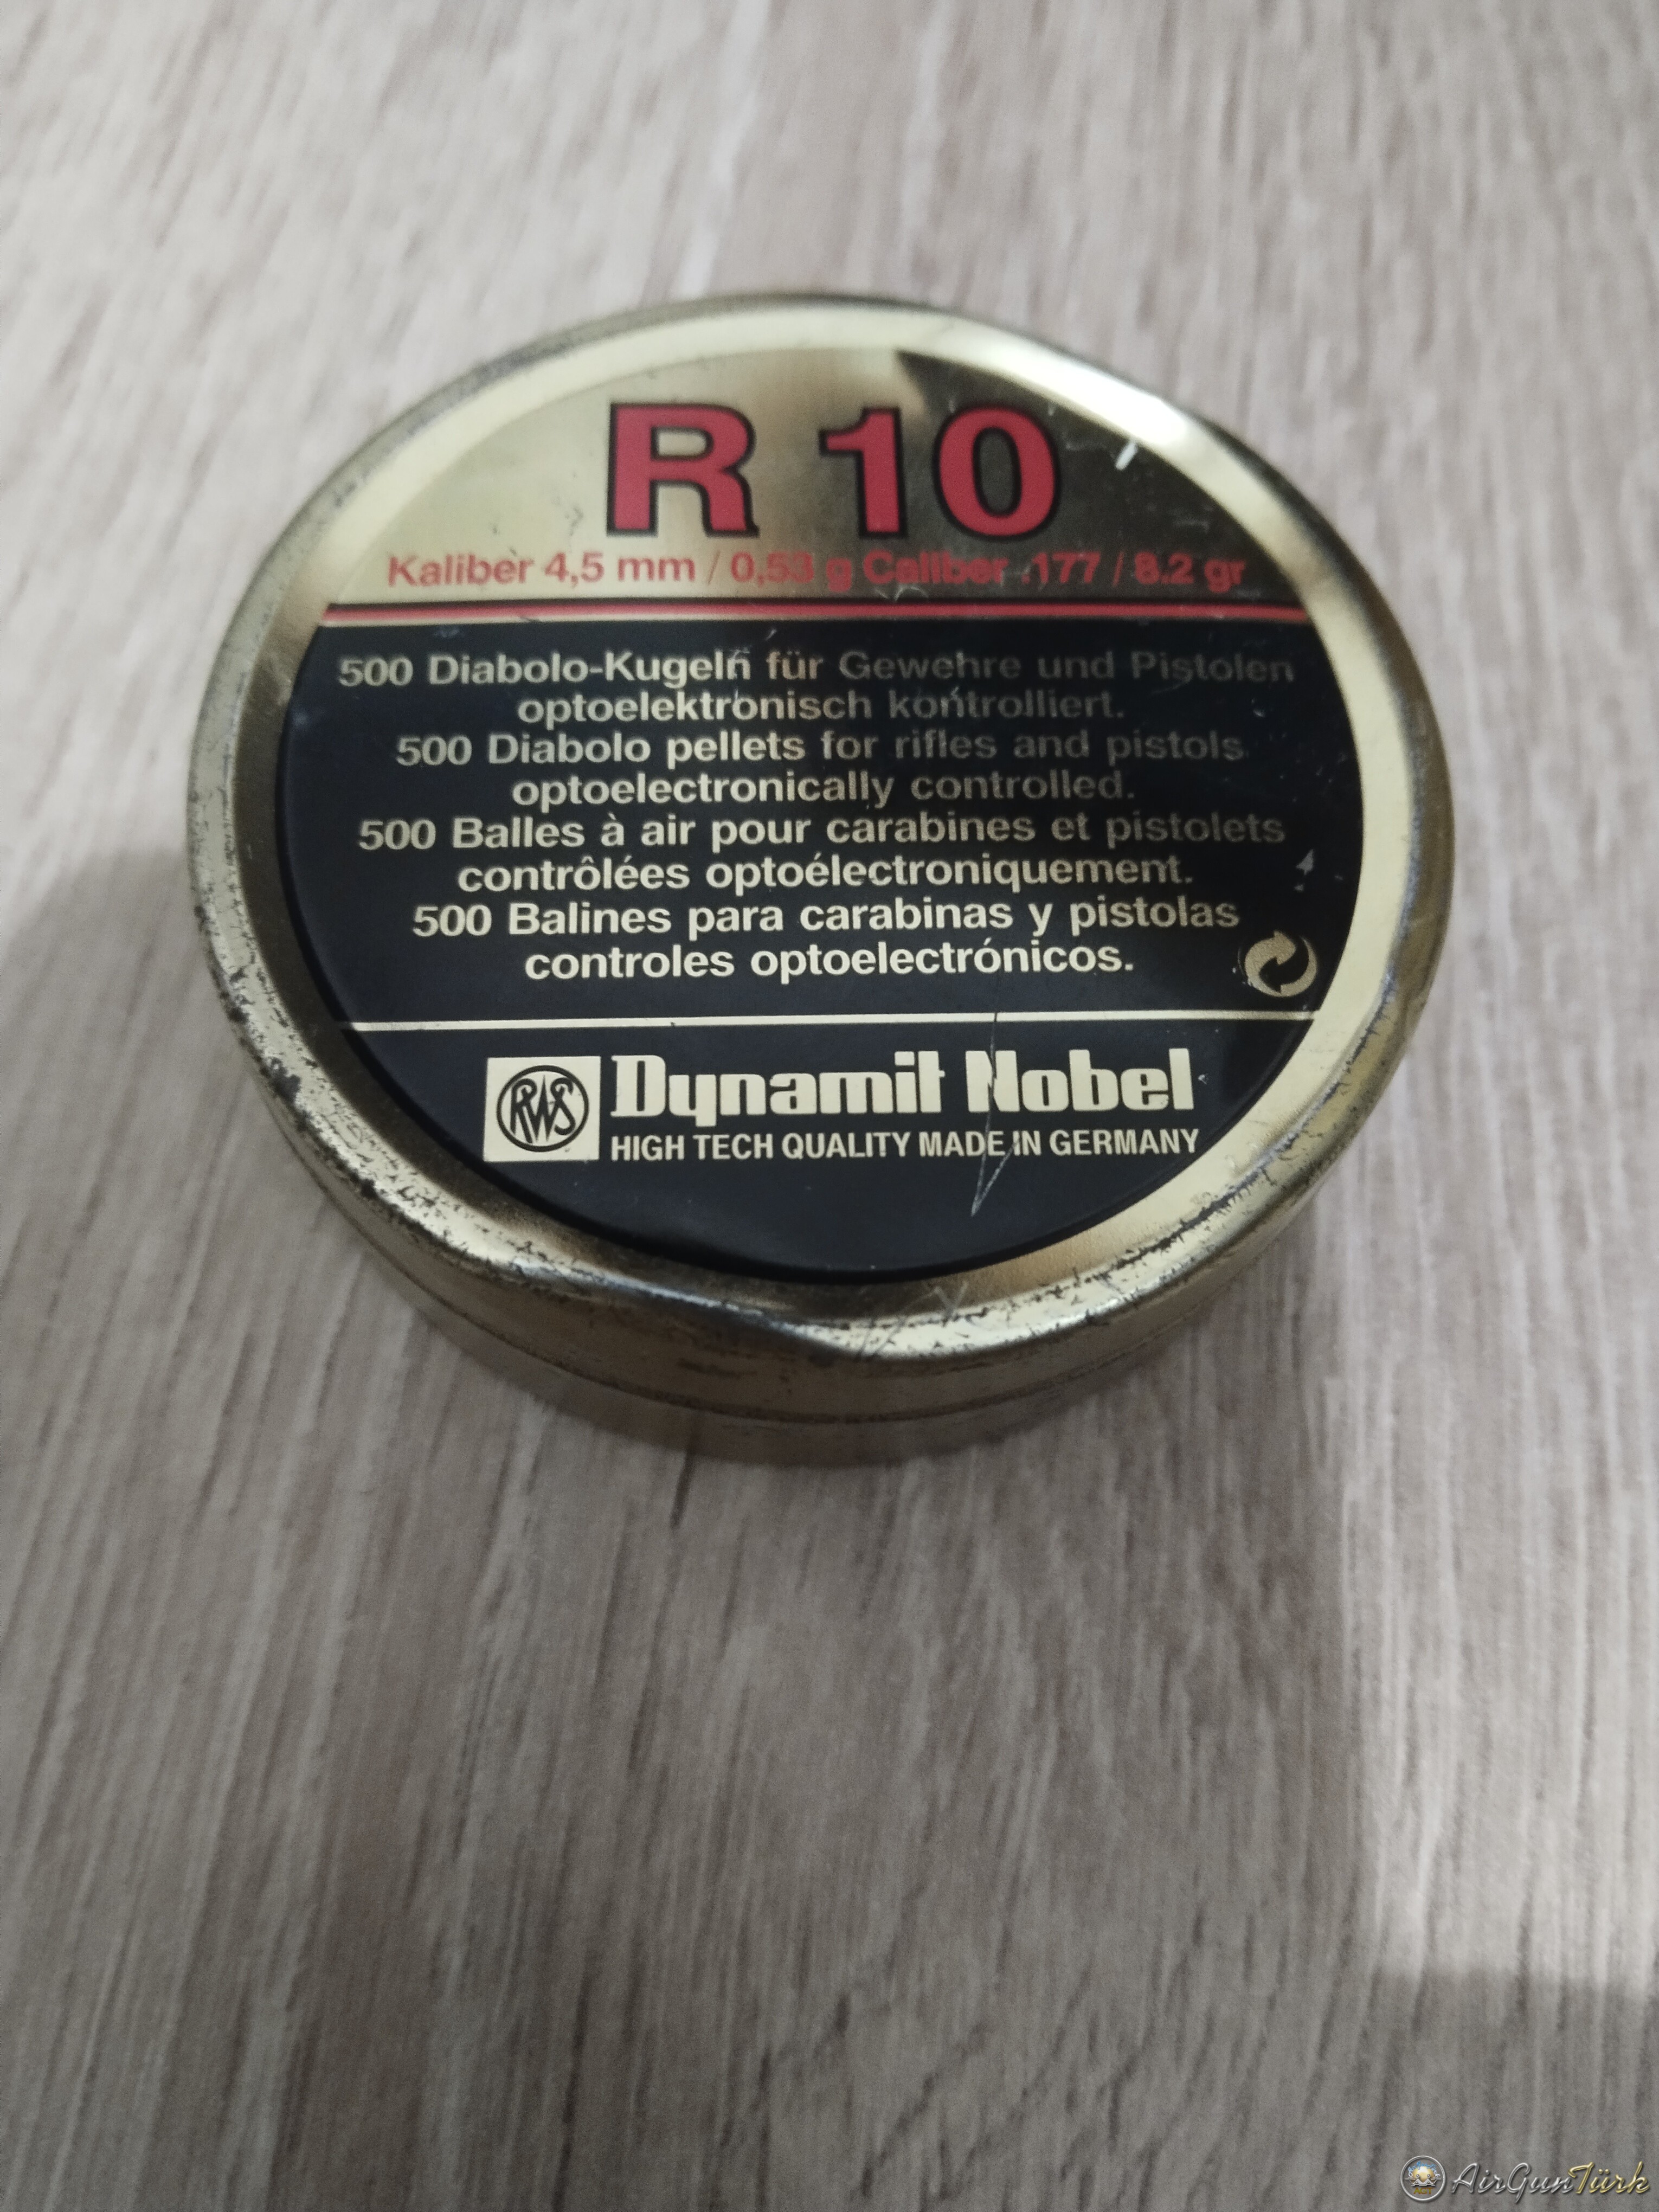 R 10
Kaliber 4,5 mm / 0,53 g Caliber .177 / 8.2 gr
500 Diabolo-Kugeln für Gewehre und Pistolen
optoelektronisch kontrolliert.
500 Diabolo pellets for rifles and pistols
optoelectronically controlled.
500 Balles à air pour carabines et pistolets
contrôlées optoélectroniquement.
500 Balines para carabinas y pistolas
controles optoelectrónicos.
RWS Dynamit Nobel
HIGH TECH QUALITY MADE IN GERMANY
AirGunTürk